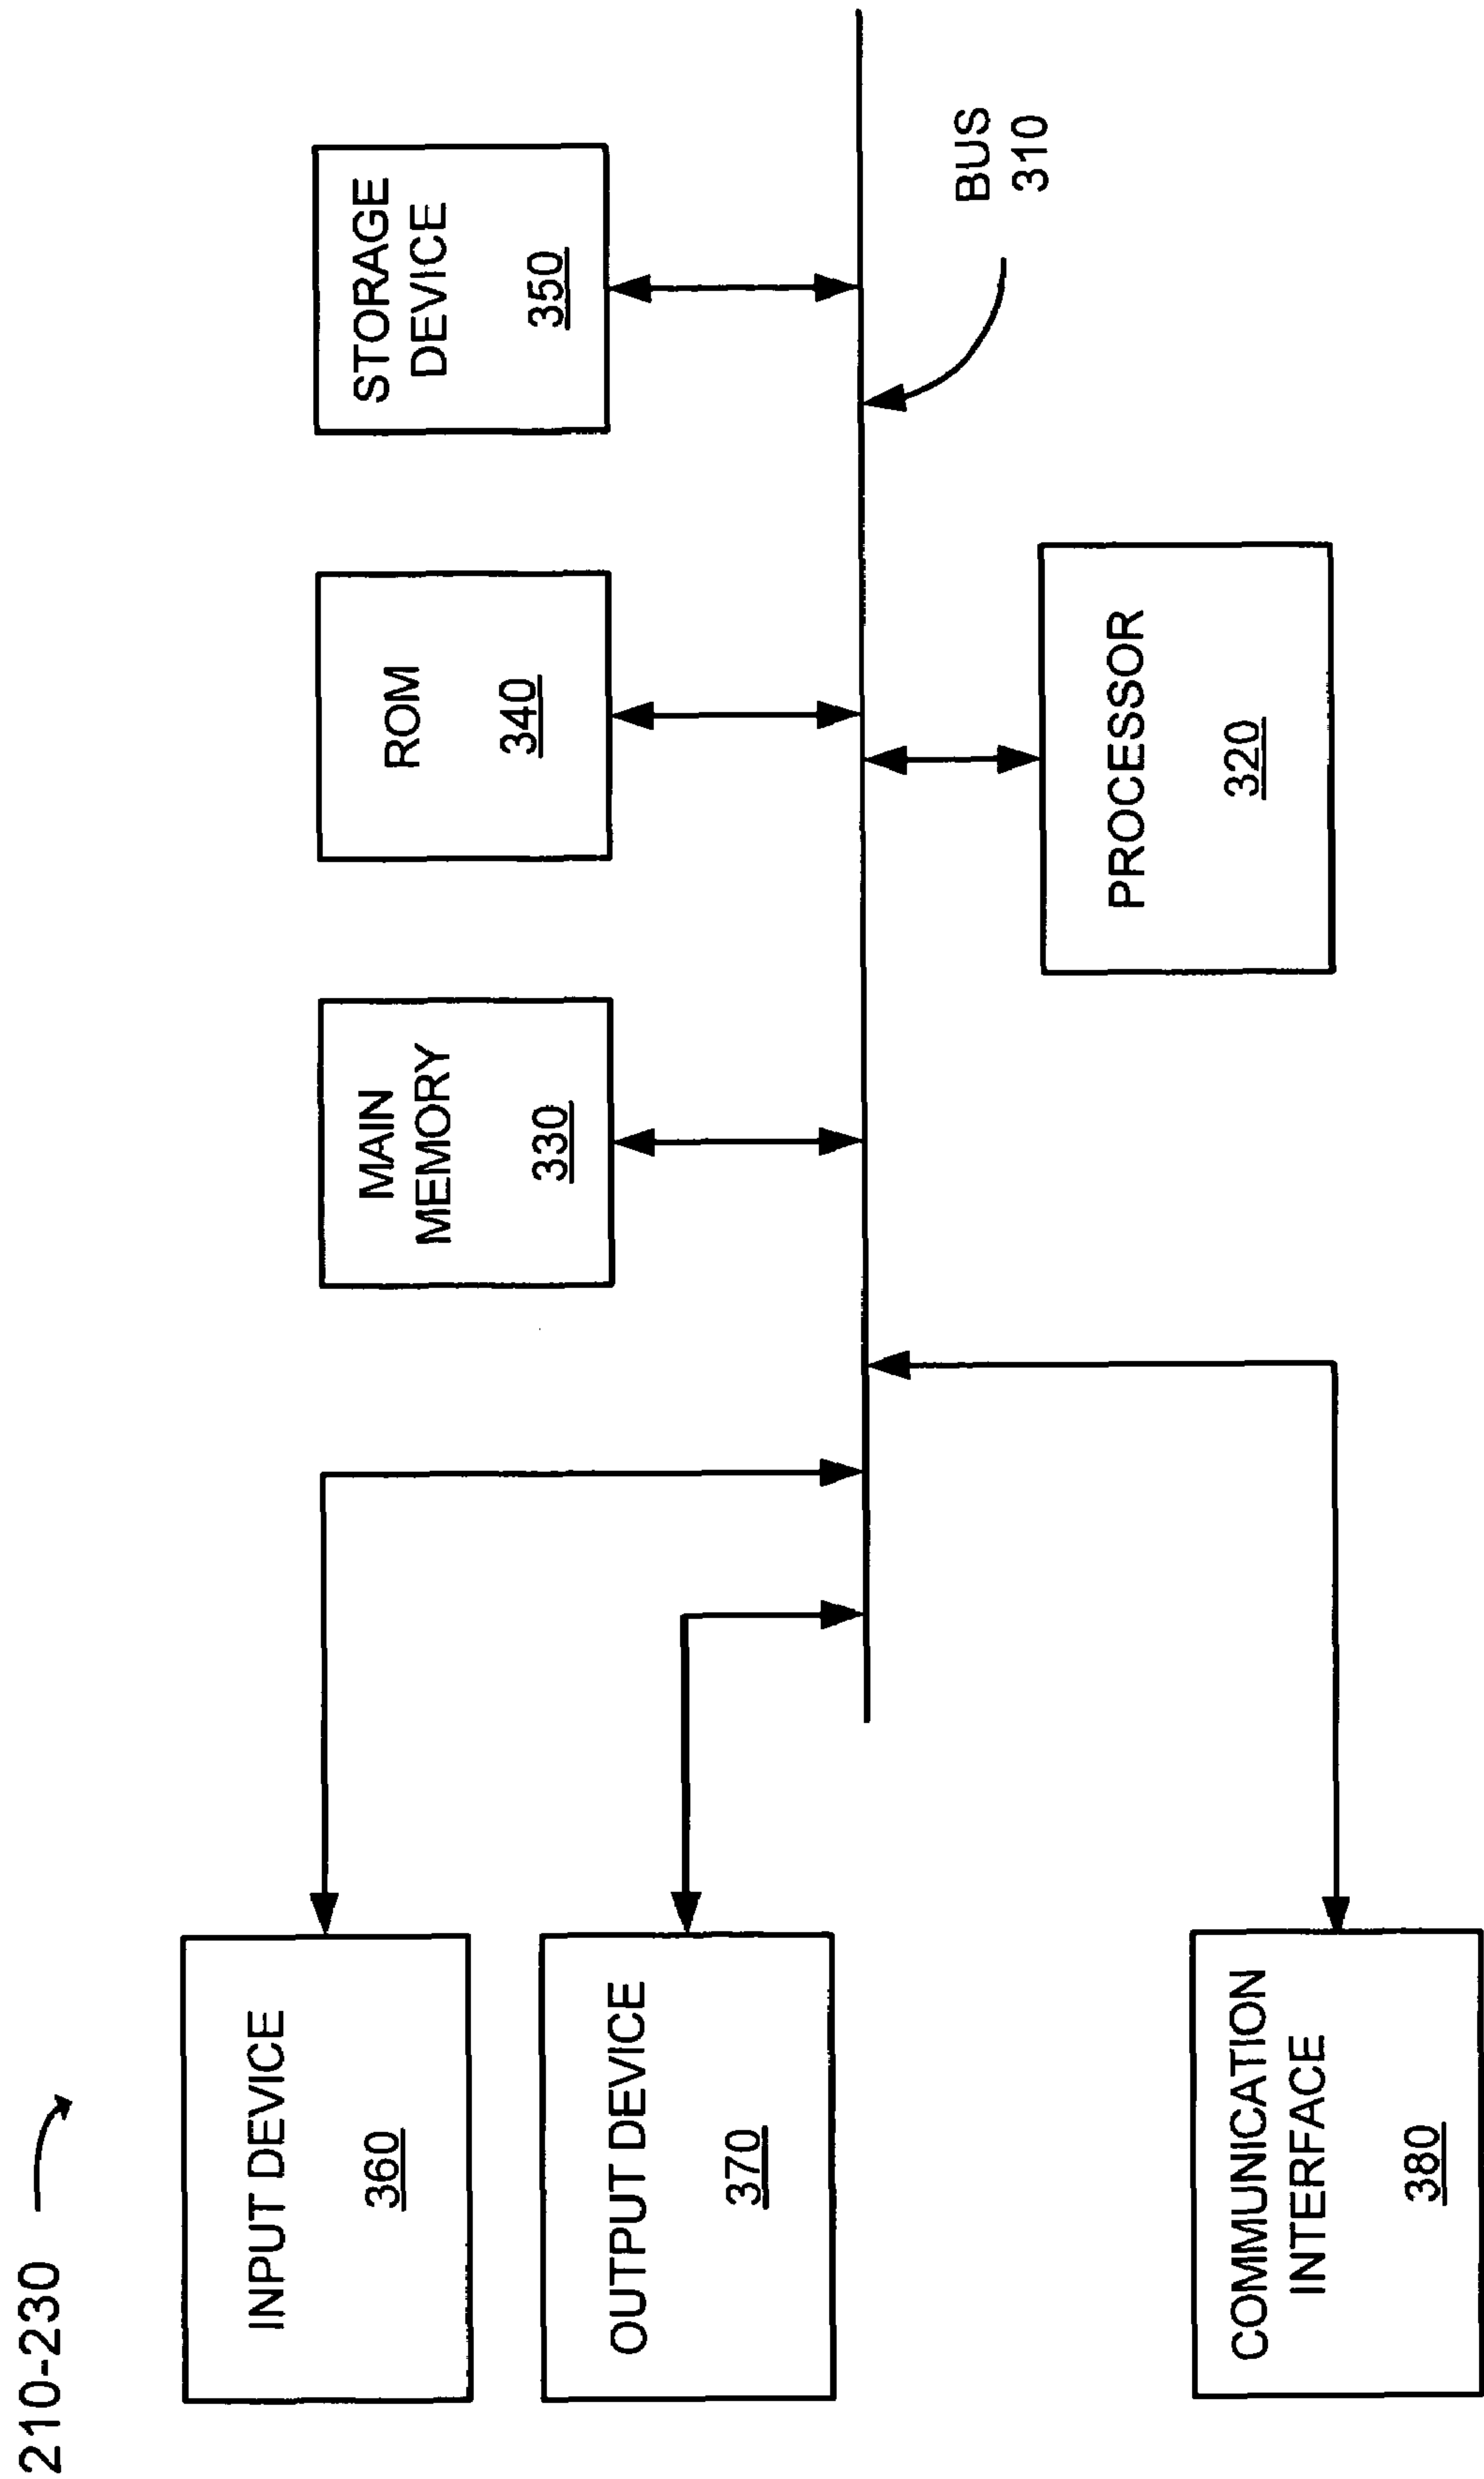 210-230
INPUT DEVICE
360
MAIN
MEMORY
330
ROM
340
STORAGE
DEVICE
350
OUTPUT DEVICE
370
BUS
310
COMMUNICATION
INTERFACE
380
PROCESSOR
320